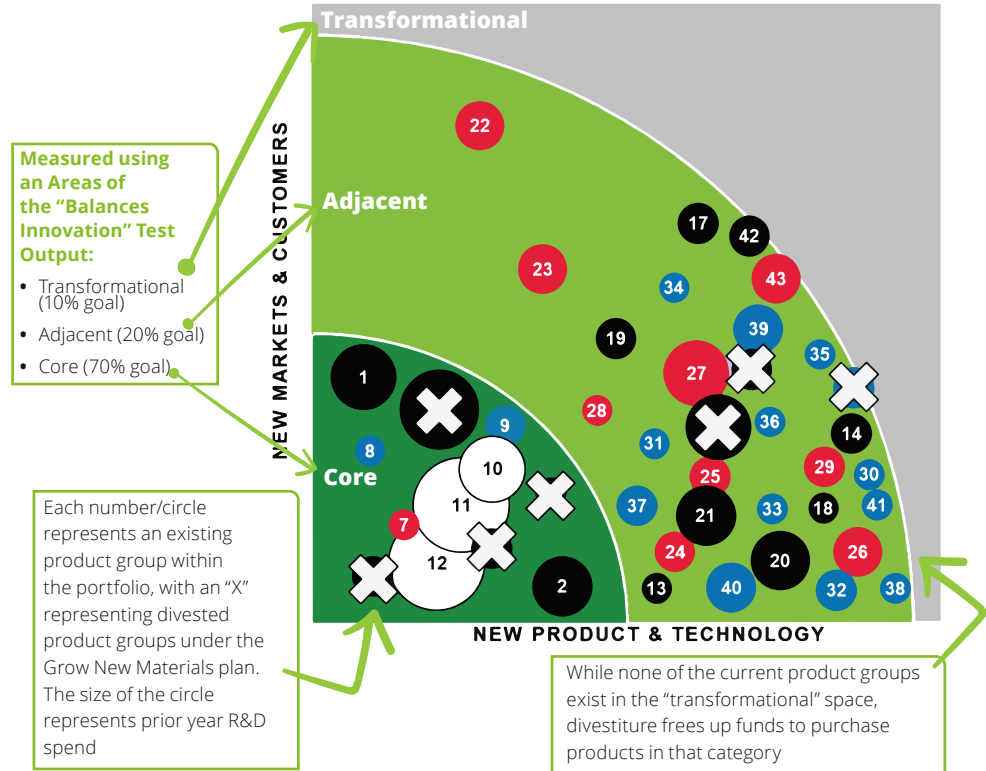 Transformational
Adjacent
Core
NEW MARKETS & CUSTOMERS
NEW PRODUCT & TECHNOLOGY
Measured using
an Areas of
the “Balances
Innovation” Test
Output:
• Transformational
(10% goal)
• Adjacent (20% goal)
• Core (70% goal)
Each number/circle
represents an existing
product group within
the portfolio, with an “X”
representing divested
product groups under the
Grow New Materials plan.
The size of the circle
represents prior year R&D
spend
While none of the current product groups
exist in the “transformational” space,
divestiture frees up funds to purchase
products in that category
22
17
42
23
43
34
39
19
35
27
1
28
36
9
31
14
8
10
29
25
30
11
37
33
18
41
21
7
24
26
12
20
2
13
40
32
38